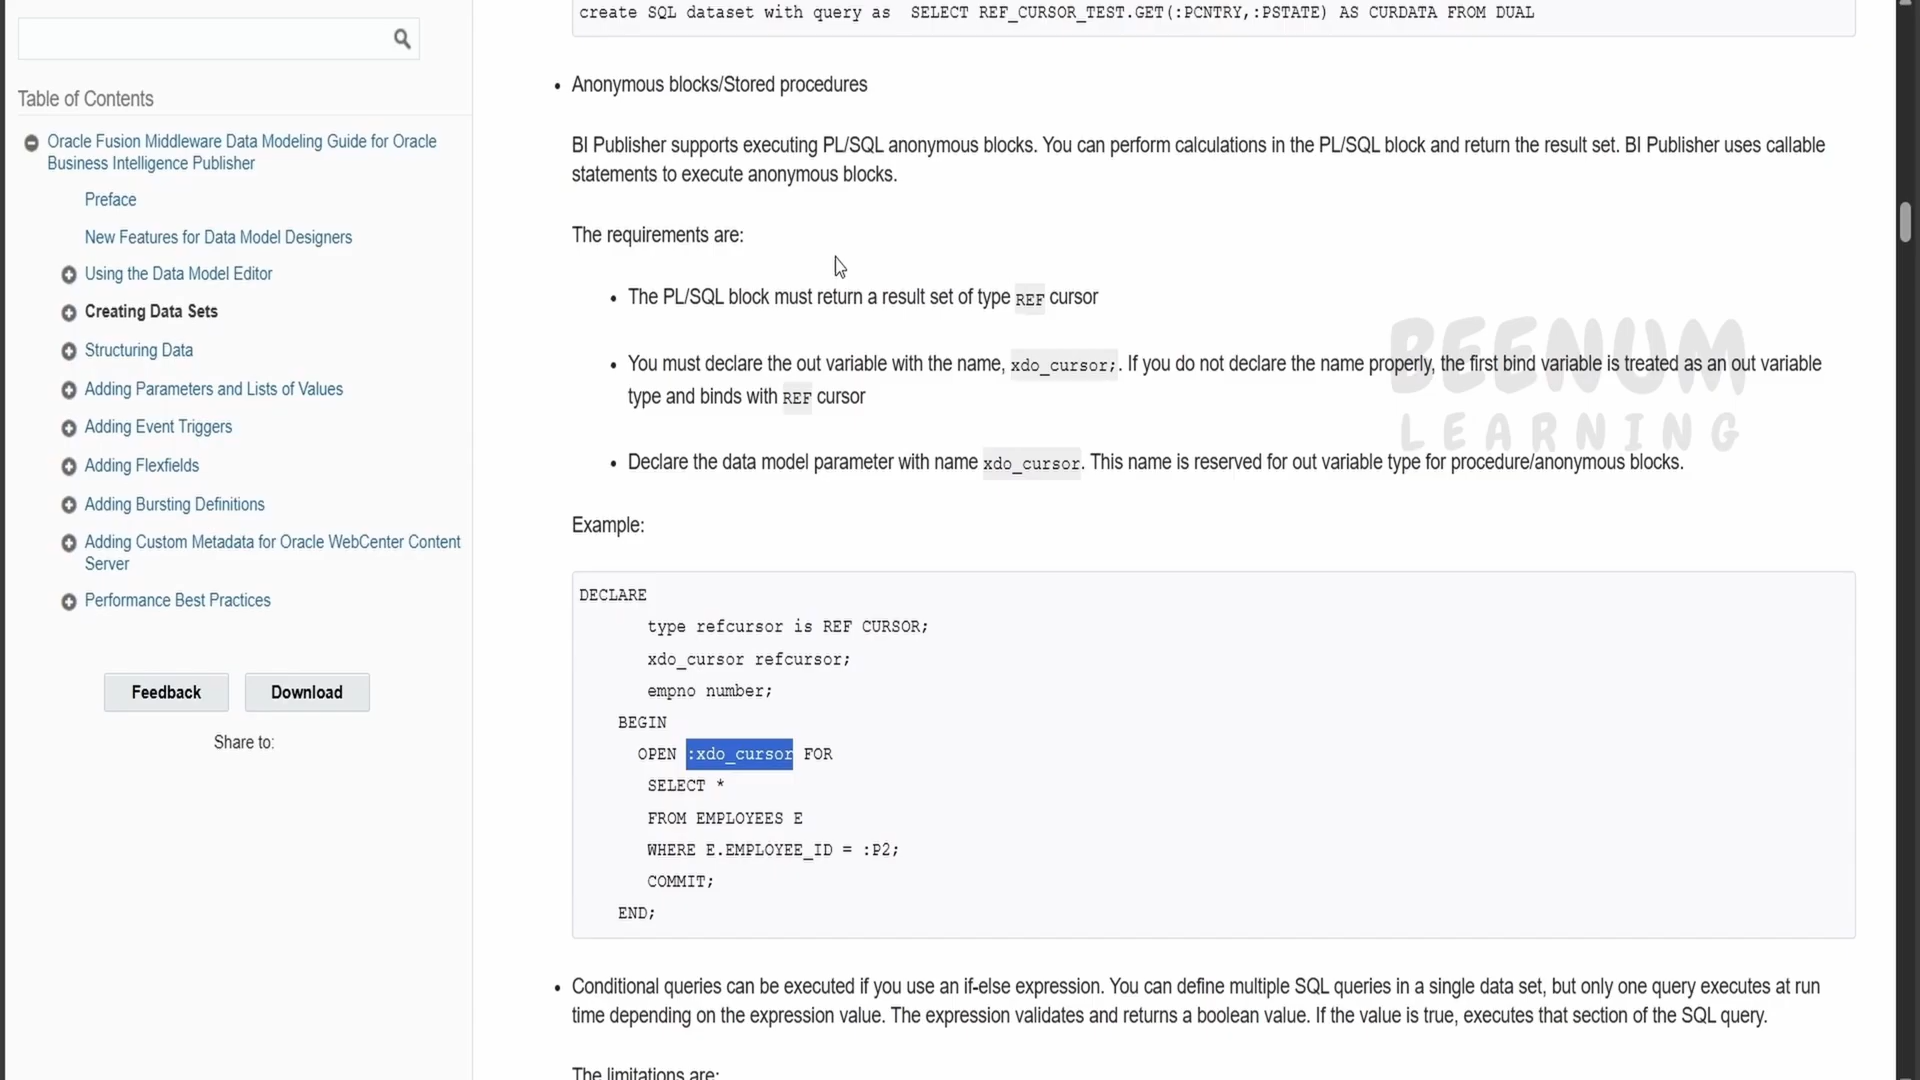 create SQL dataset with query as  SELECT REF_CURSOR_TEST.GET(:PCNTRY,:PSTATE) AS CURDATA FROM DUAL
Table of Contents
Oracle Fusion Middleware Data Modeling Guide for Oracle
Business Intelligence Publisher
Preface
New Features for Data Model Designers
Using the Data Model Editor
Creating Data Sets
Structuring Data
Adding Parameters and Lists of Values
Adding Event Triggers
Adding Flexfields
Adding Bursting Definitions
Adding Custom Metadata for Oracle WebCenter Content
Server
Performance Best Practices
Feedback
Download
Share to:
• Anonymous blocks/Stored procedures
BI Publisher supports executing PL/SQL anonymous blocks. You can perform calculations in the PL/SQL block and return the result set. BI Publisher uses callable
statements to execute anonymous blocks.
The requirements are:
• The PL/SQL block must return a result set of type REF cursor
• You must declare the out variable with the name, xdo_cursor;. If you do not declare the name properly, the first bind variable is treated as an out variable
type and binds with REF cursor
• Declare the data model parameter with name xdo_cursor. This name is reserved for out variable type for procedure/anonymous blocks.
BEENUM
LEARNING
Example:
DECLARE
type refcursor is REF CURSOR;
xdo_cursor refcursor;
empno number;
BEGIN
OPEN :xdo_cursor FOR
SELECT *
FROM EMPLOYEES E
WHERE E.EMPLOYEE_ID = :P2;
COMMIT;
END;
• Conditional queries can be executed if you use an if-else expression. You can define multiple SQL queries in a single data set, but only one query executes at run
time depending on the expression value. The expression validates and returns a boolean value. If the value is true, executes that section of the SQL query.
The limitations are: